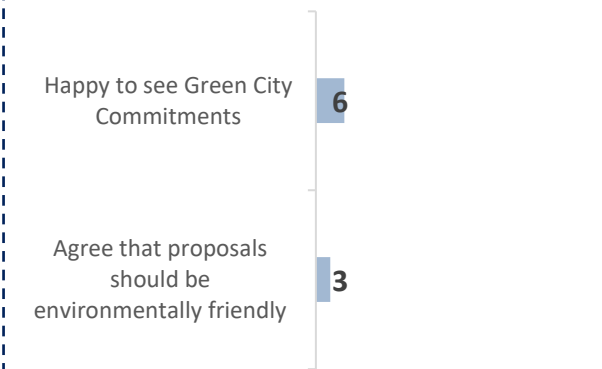 Happy to see Green City
Commitments
6
Agree that proposals
should be
environmentally friendly
3